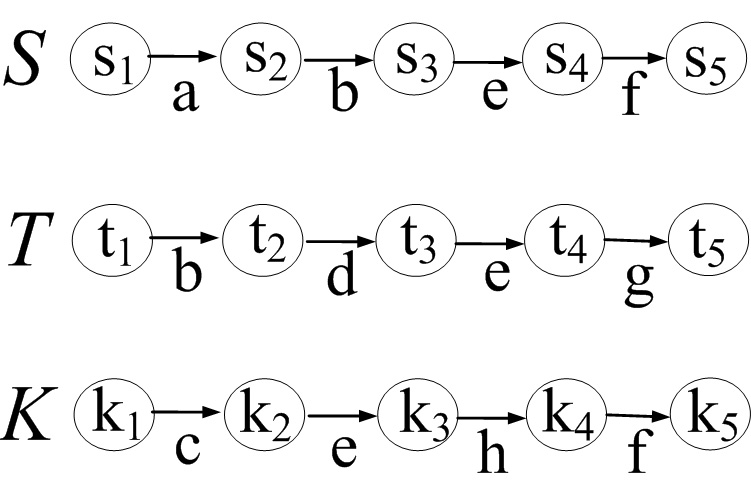 S s1 s2 s3 s4 s5
a b e f
T t1 t2 t3 t4 t5
b d e g
K k1 k2 k3 k4 k5
c e h f